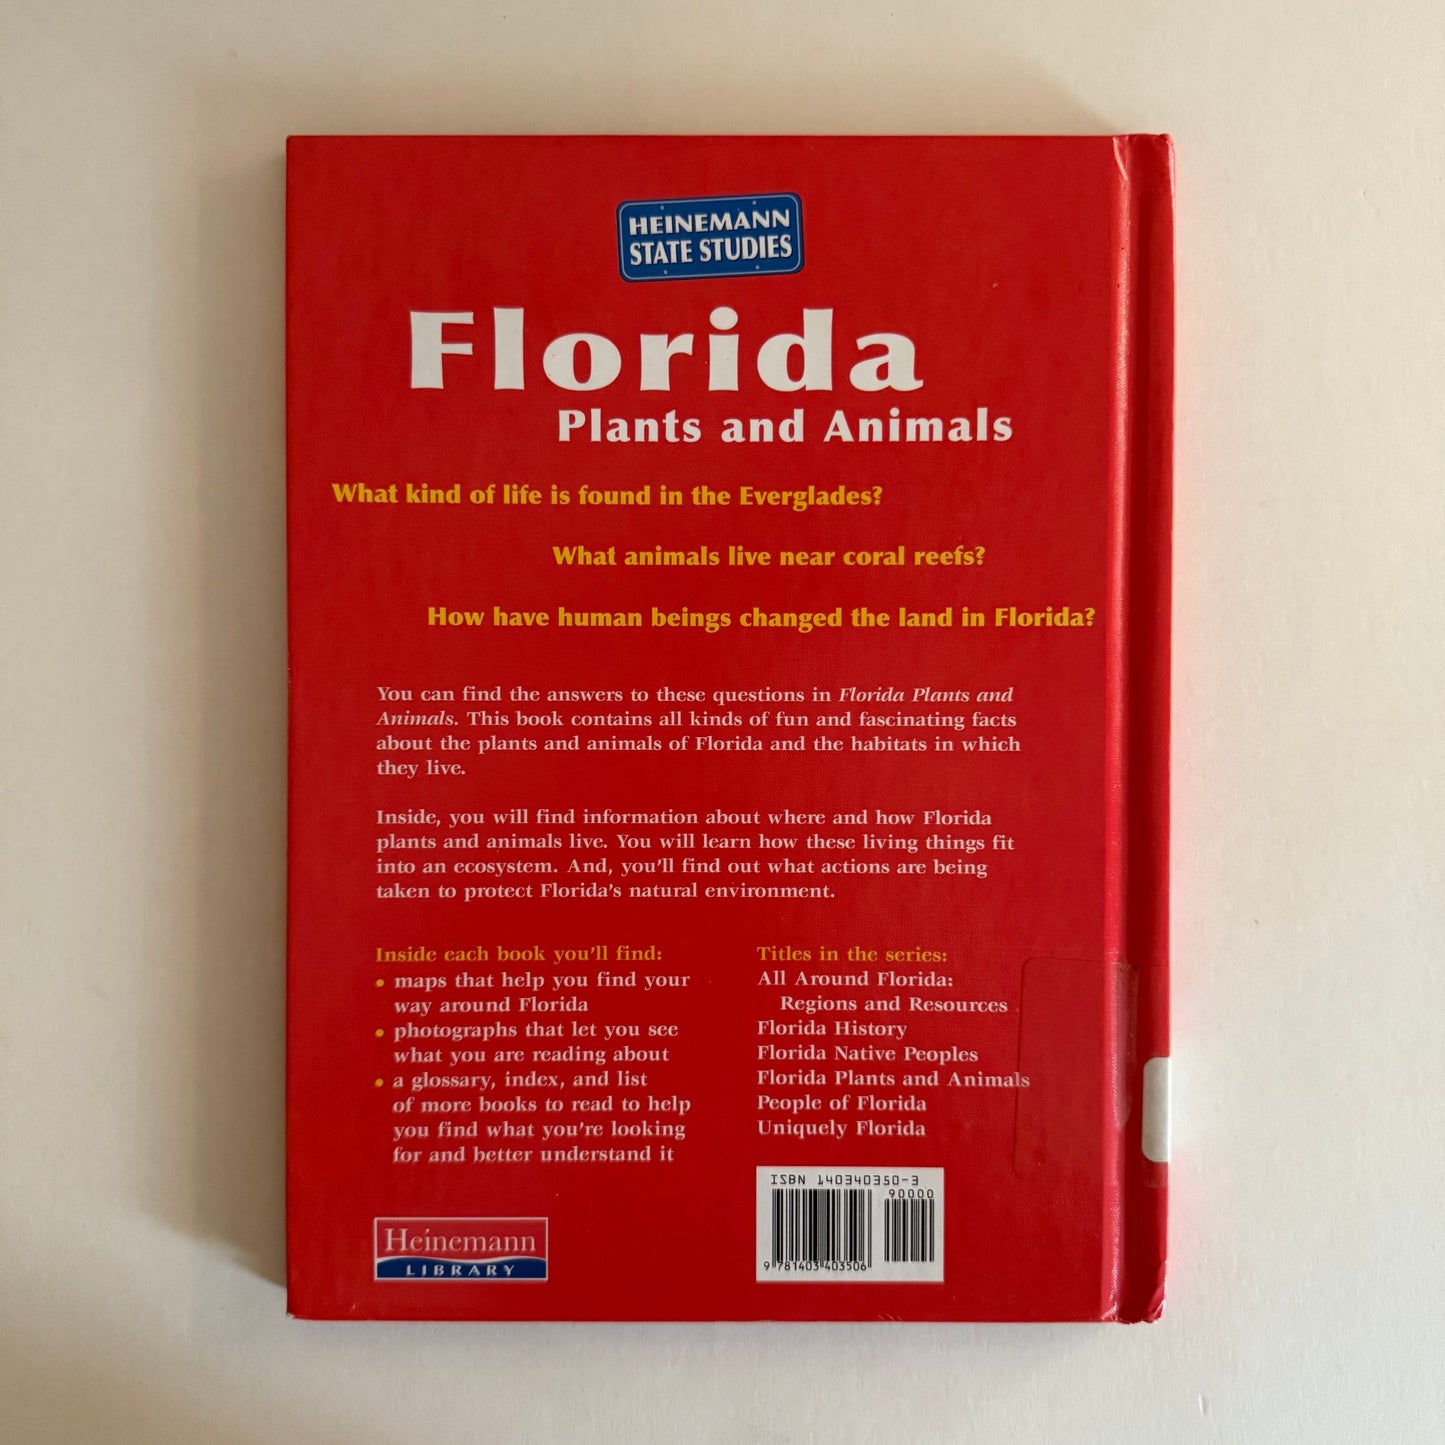 HEINEMANN
STATE STUDIES
Florida
Plants and Animals
What kind of life is found in the Everglades?
What animals live near coral reefs?
How have human beings changed the land in Florida?
You can find the answers to these questions in Florida Plants and
Animals. This book contains all kinds of fun and fascinating facts
about the plants and animals of Florida and the habitats in which
they live.
Inside, you will find information about where and how Florida
plants and animals live. You will learn how these living things fit
into an ecosystem. And, you'll find out what actions are being
taken to protect Florida's natural environment.
Inside each book you'll find:
• maps that help you find your
way around Florida
• photographs that let you see
what you are reading about
• a glossary, index, and list
of more books to read to help
you find what you're looking
for and better understand it
Titles in the series:
All Around Florida:
Regions and Resources
Florida History
Florida Native Peoples
Florida Plants and Animals
People of Florida
Uniquely Florida
ISBN 140340350-3
90000
9 781403 403506
Heinemann
LIBRARY